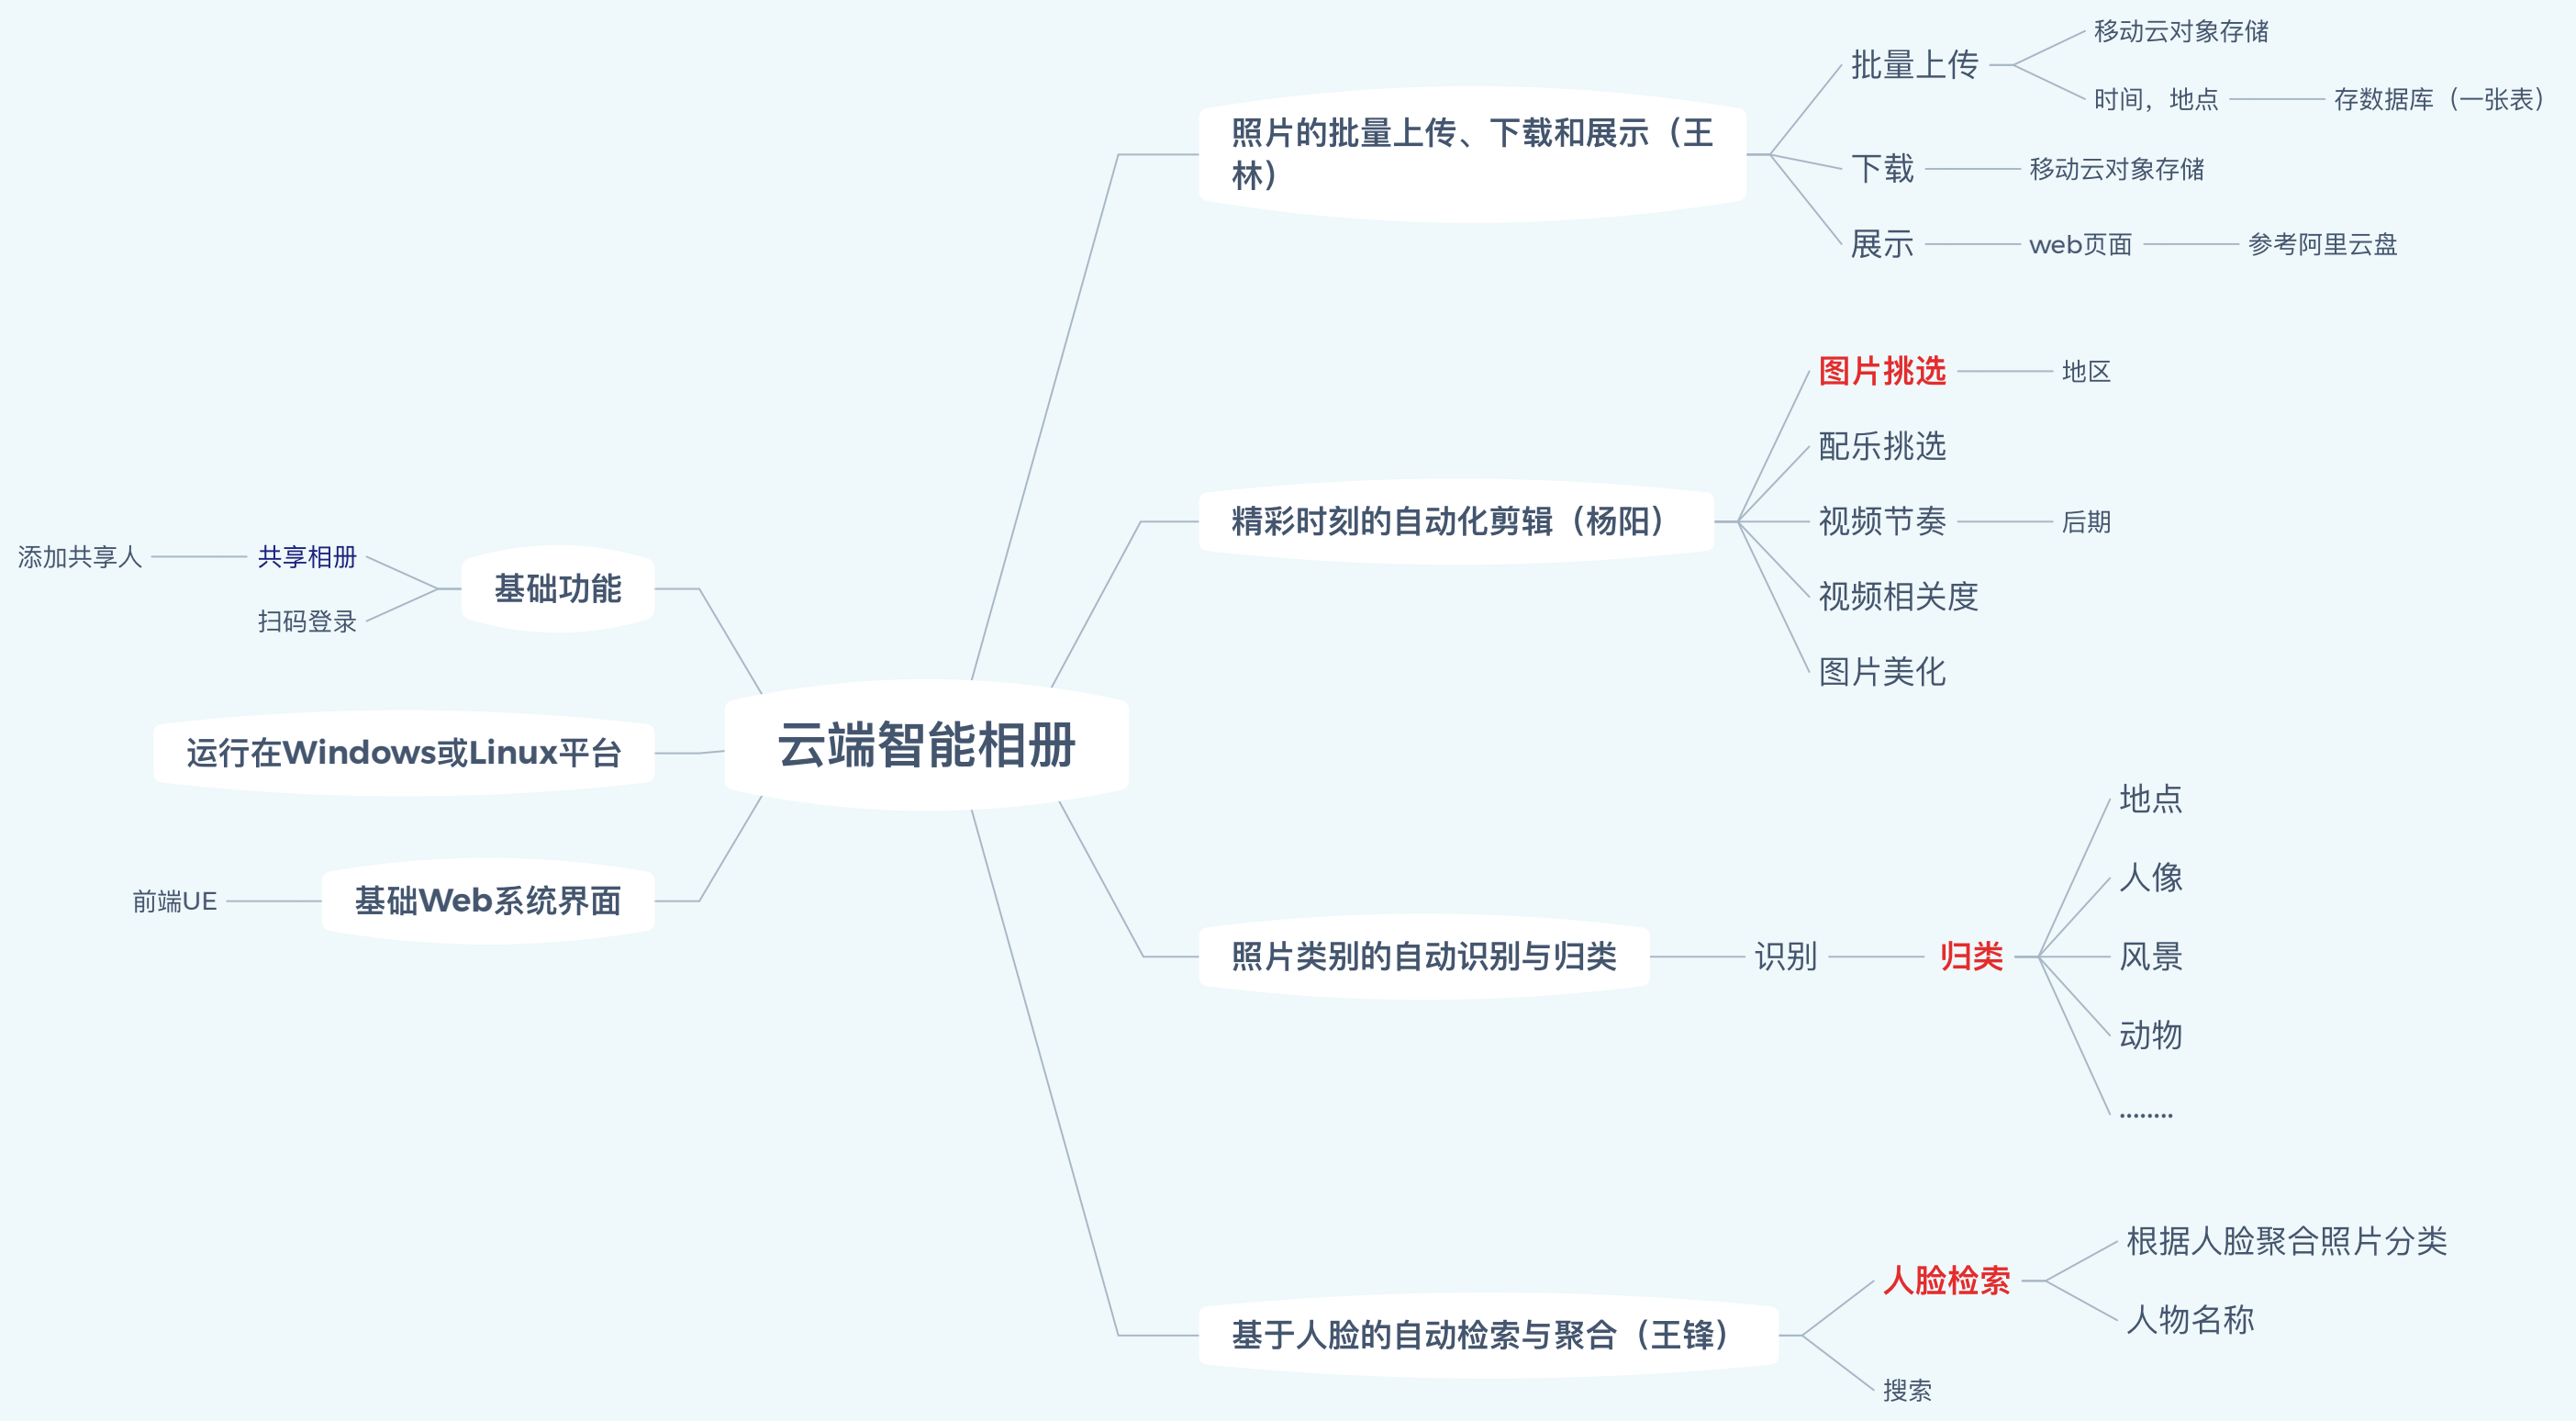 云端智能相册
照片的批量上传、下载和展示（王
林）
批量上传
移动云对象存储
时间，地点
存数据库（一张表）
下载
移动云对象存储
展示
web页面
参考阿里云盘
精彩时刻的自动化剪辑（杨阳）
图片挑选
地区
配乐挑选
视频节奏
后期
视频相关度
图片美化
照片类别的自动识别与归类
识别
归类
地点
人像
风景
动物
........
基于人脸的自动检索与聚合（王锋）
人脸检索
根据人脸聚合照片分类
人物名称
搜索
基础功能
共享相册
添加共享人
扫码登录
运行在Windows或Linux平台
基础Web系统界面
前端UE